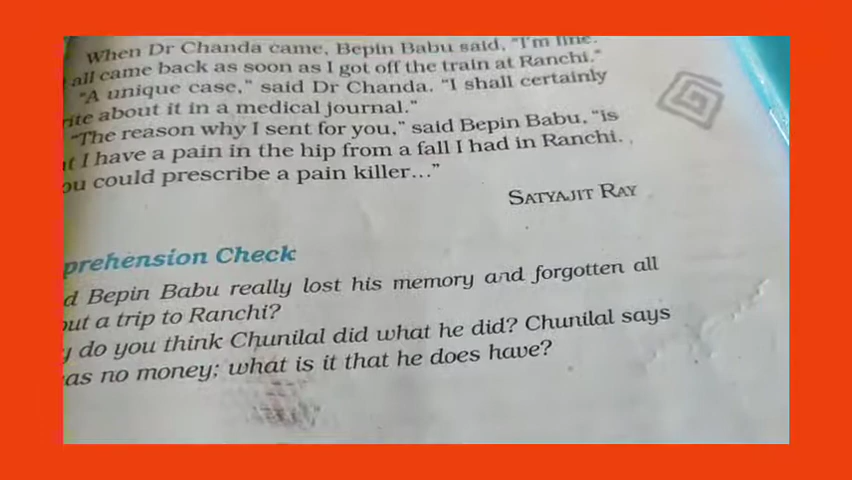 When Dr Chanda came, Bepin Babu said, "I'm fine.
all came back as soon as I got off the train at Ranchi."
"A unique case," said Dr Chanda. "I shall certainly
rite about it in a medical journal."
"The reason why I sent for you," said Bepin Babu, "is
t I have a pain in the hip from a fall I had in Ranchi.
ou could prescribe a pain killer..."
SATYAJIT RAY
prehension Check
d Bepin Babu really lost his memory and forgotten all
out a trip to Ranchi?
y do you think Chunilal did what he did? Chunilal says
as no money; what is it that he does have?